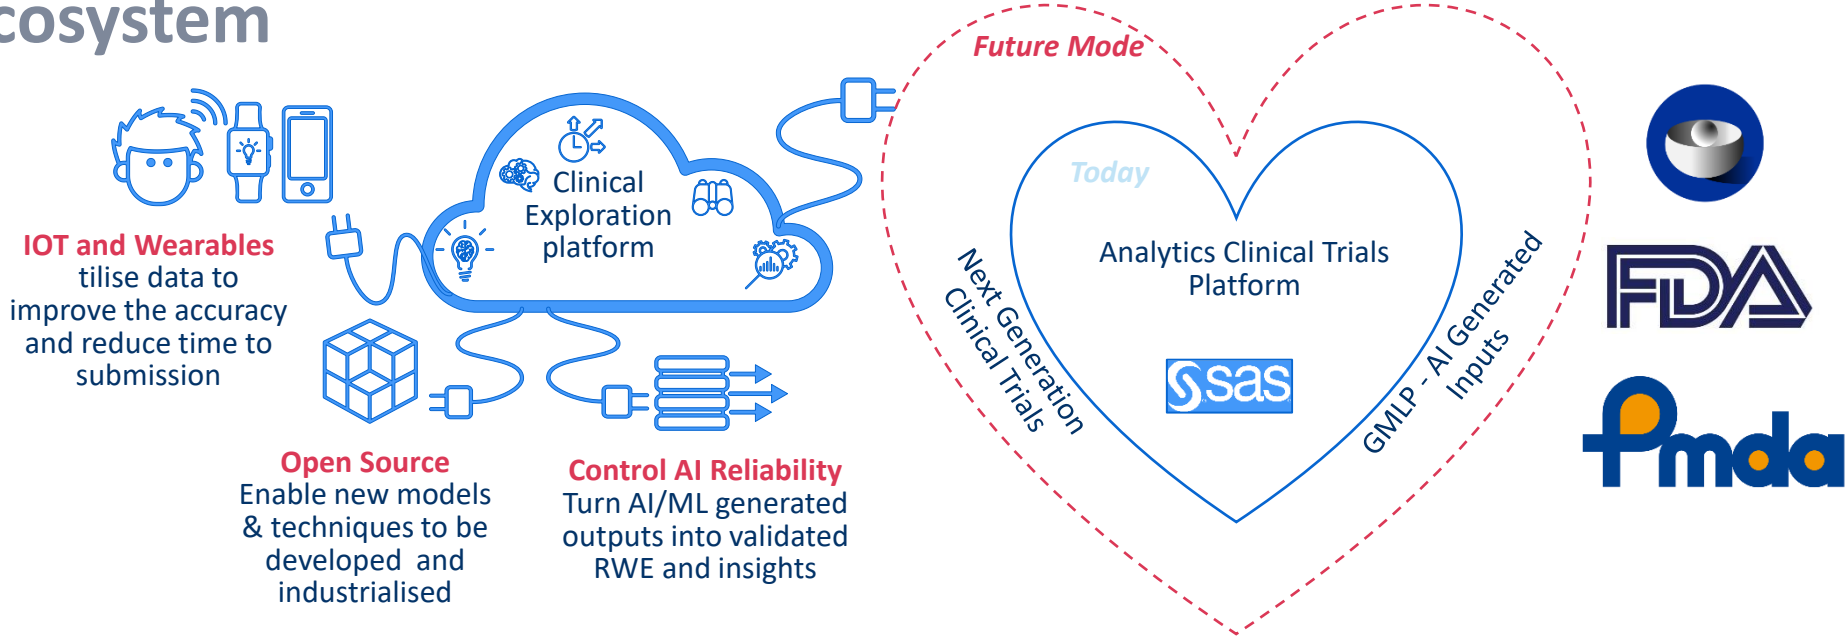 cosystem
Future Mode
Today
Clinical
Exploration
platform
IOT and Wearables
tilise data to
improve the accuracy
and reduce time to
submission
Open Source
Enable new models
& techniques to be
developed and
industrialised
Control AI Reliability
Turn AI/ML generated
outputs into validated
RWE and insights
Next Generation
Clinical Trials
Analytics Clinical Trials
Platform
sas
GMLP - AI Generated
Inputs
FDA
Pmda